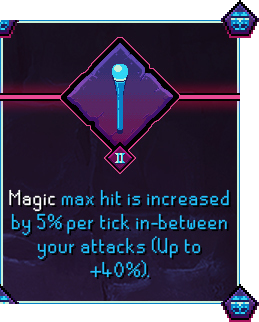 II
Magic max hit is increased
by 5% per tick in-between
your attacks (Up to
+40%).